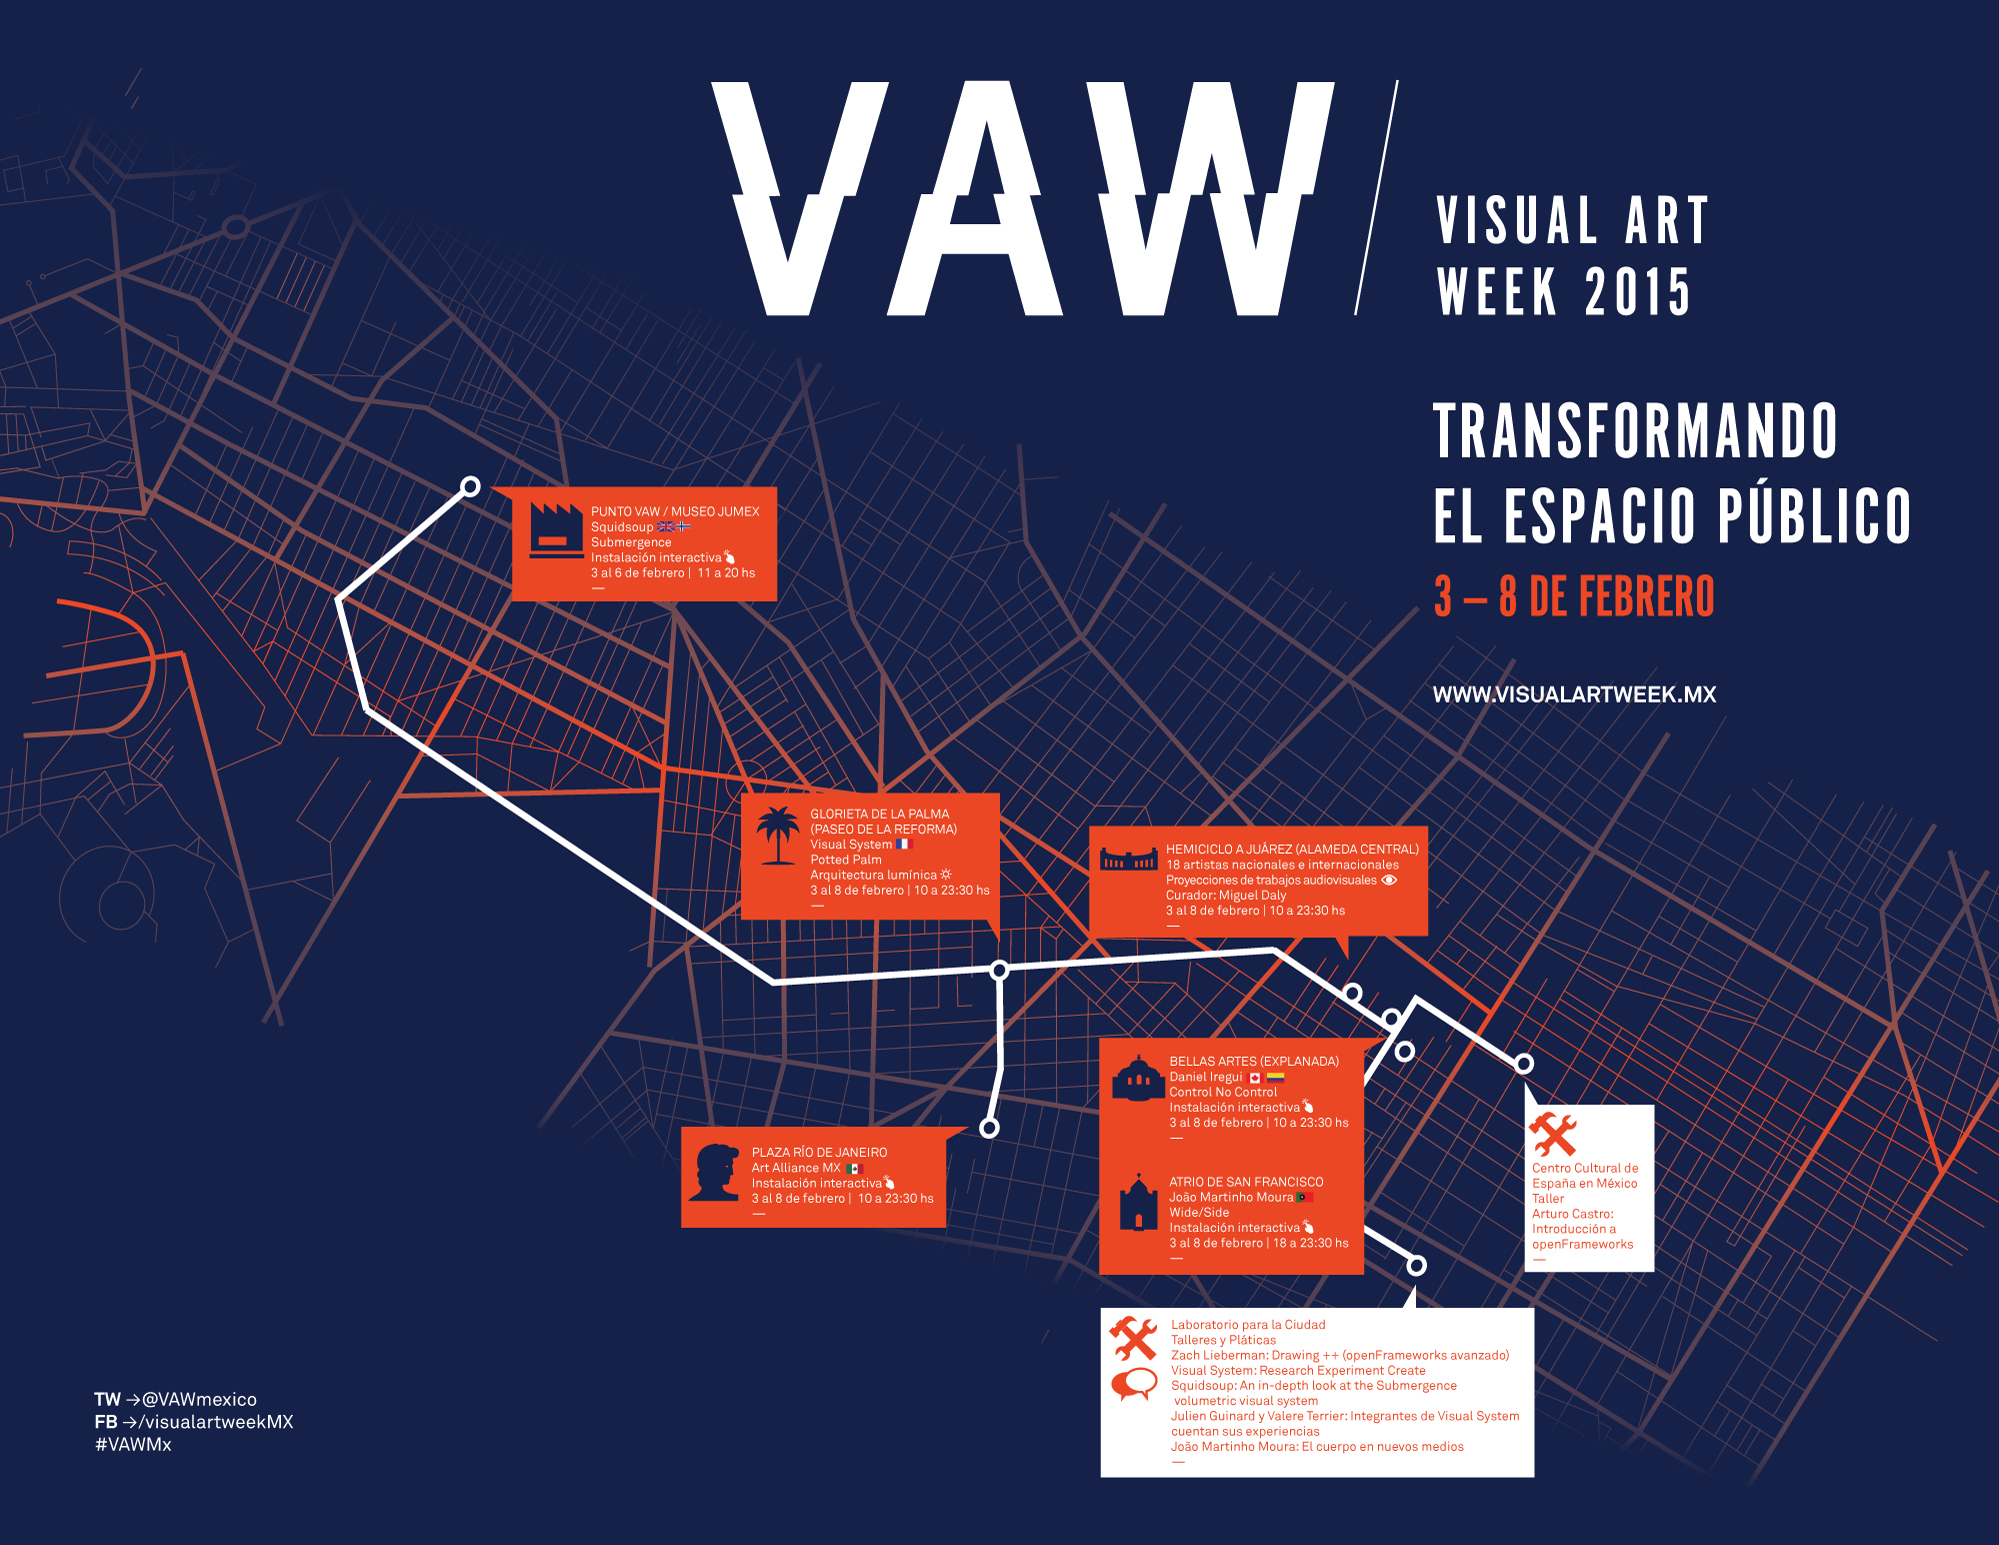 VAW
VISUAL ART
WEEK 2015
TRANSFORMANDO
EL ESPACIO PÚBLICO
3 – 8 DE FEBRERO
WWW.VISUALARTWEEK.MX
PUNTO VAW / MUSEO JUMEX
Squidsoup
Submergence
Instalación interactiva
3 al 6 de febrero | 11 a 20 hs
—
GLORIETA DE LA PALMA
(PASEO DE LA REFORMA)
Visual System
Potted Palm
Arquitectura lumínica
3 al 8 de febrero | 10 a 23:30 hs
—
HEMICICLO A JUÁREZ (ALAMEDA CENTRAL)
18 artistas nacionales e internacionales
Proyecciones de trabajos audiovisuales
Curador: Miguel Daly
3 al 8 de febrero | 10 a 23:30 hs
—
BELLAS ARTES (EXPLANADA)
Daniel Iregui
Control No Control
Instalación interactiva
3 al 8 de febrero | 10 a 23:30 hs
—
ATRIO DE SAN FRANCISCO
João Martinho Moura
Wide/Side
Instalación interactiva
3 al 8 de febrero | 18 a 23:30 hs
—
PLAZA RÍO DE JANEIRO
Art Alliance MX
Instalación interactiva
3 al 8 de febrero | 10 a 23:30 hs
—
Centro Cultural de
España en México
Taller
Arturo Castro:
Introducción a
openFrameworks
—
Laboratorio para la Ciudad
Talleres y Pláticas
Zach Lieberman: Drawing ++ (openFrameworks avanzado)
Visual System: Research Experiment Create
Squidsoup: An in-depth look at the Submergence
volumetric visual system
Julien Guinard y Valere Terrier: Integrantes de Visual System
cuentan sus experiencias
João Martinho Moura: El cuerpo en nuevos medios
—
TW →@VAWmexico
FB →/visualartweekMX
#VAWMx